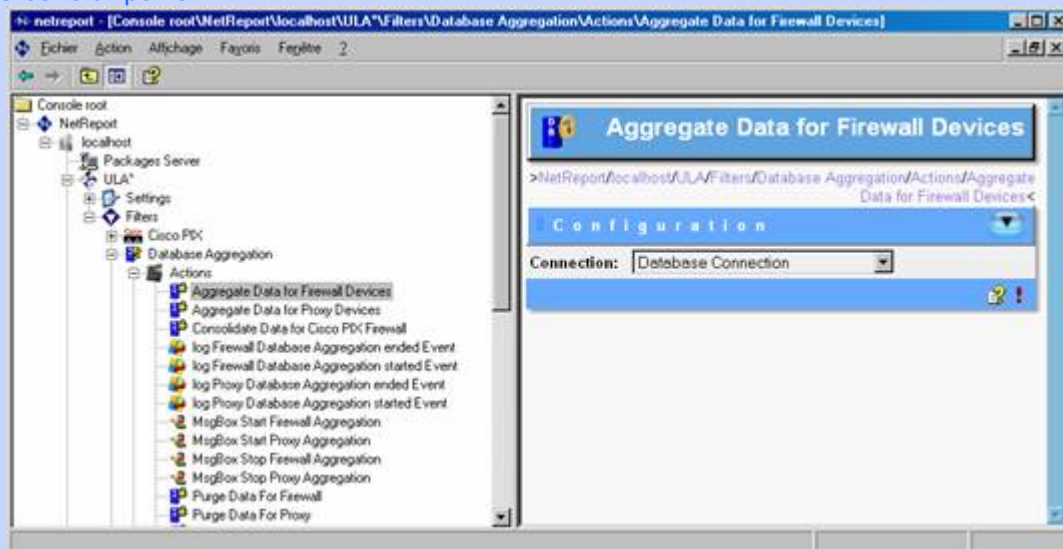 netreport - [Console root\NetReport\localhost\ULA*\Filters\Database Aggregation\Actions\Aggregate Data for Firewall Devices]
Fichier Action Affichage Favoris Fenêtre ?
Console root
NetReport
localhost
Packages Server
ULA*
Settings
Filters
Cisco PIX
Database Aggregation
Actions
Aggregate Data for Firewall Devices
Aggregate Data for Proxy Devices
Consolidate Data for Cisco PIX Firewall
log Firewall Database Aggregation ended Event
log Firewall Database Aggregation started Event
log Proxy Database Aggregation ended Event
log Proxy Database Aggregation started Event
MsgBox Start Firewall Aggregation
MsgBox Start Proxy Aggregation
MsgBox Stop Firewall Aggregation
MsgBox Stop Proxy Aggregation
Purge Data For Firewall
Purge Data For Proxy
Aggregate Data for Firewall Devices
>NetReport/localhost/ULA/Filters/Database Aggregation/Actions/Aggregate
Data for Firewall Devices<
Configuration
Connection: Database Connection